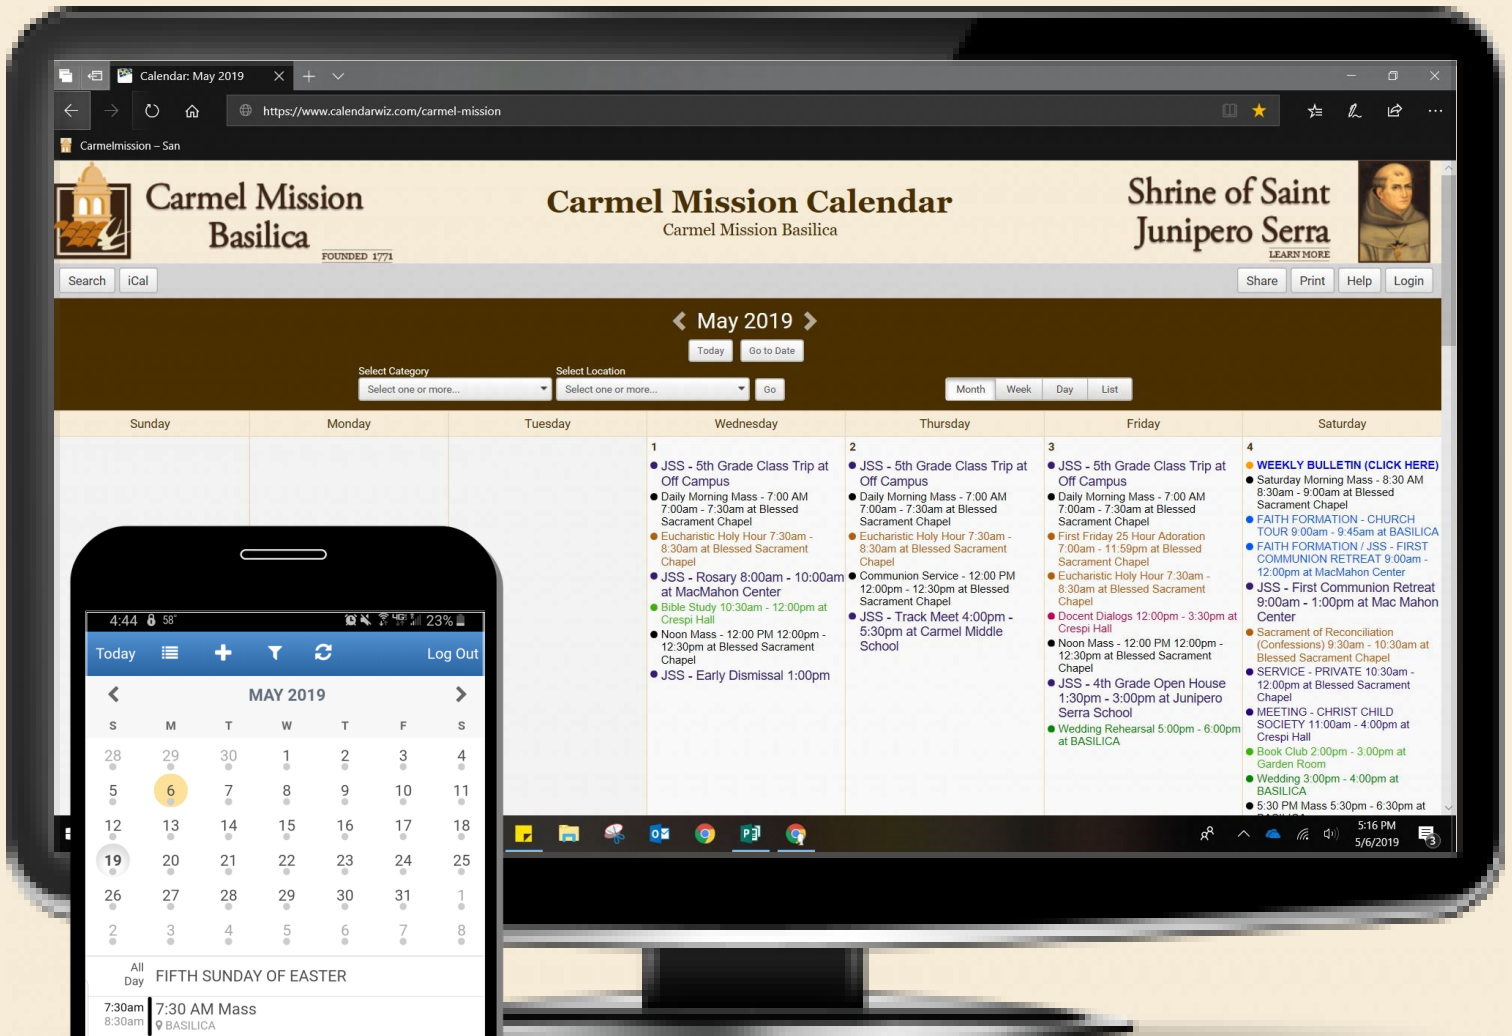 Calendar: May 2019
https://www.calendarwiz.com/carmel-mission
Carmelmission – San
Carmel Mission
Basilica
FOUNDED 1771
Carmel Mission Calendar
Carmel Mission Basilica
Shrine of Saint
Junipero Serra
LEARN MORE
Search iCal
Share Print Help Login
May 2019
Today Go to Date
Select Category Select Location
Select one or more... Select one or more... Go
Month Week Day List
Sunday Monday Tuesday Wednesday Thursday Friday Saturday
1
JSS - 5th Grade Class Trip at
Off Campus
Daily Morning Mass - 7:00 AM
7:00am - 7:30am at Blessed
Sacrament Chapel
Eucharistic Holy Hour 7:30am -
8:30am at Blessed Sacrament
Chapel
JSS - Rosary 8:00am - 10:00am
at MacMahon Center
Bible Study 10:30am - 12:00pm at
Crespi Hall
Noon Mass - 12:00 PM 12:00pm -
12:30pm at Blessed Sacrament
Chapel
JSS - Early Dismissal 1:00pm
2
JSS - 5th Grade Class Trip at
Off Campus
Daily Morning Mass - 7:00 AM
7:00am - 7:30am at Blessed
Sacrament Chapel
Eucharistic Holy Hour 7:30am -
8:30am at Blessed Sacrament
Chapel
Communion Service - 12:00 PM
12:00pm - 12:30pm at Blessed
Sacrament Chapel
JSS - Track Meet 4:00pm -
5:30pm at Carmel Middle
School
3
JSS - 5th Grade Class Trip at
Off Campus
Daily Morning Mass - 7:00 AM
7:00am - 7:30am at Blessed
Sacrament Chapel
First Friday 25 Hour Adoration
7:00am - 11:59pm at Blessed
Sacrament Chapel
Eucharistic Holy Hour 7:30am -
8:30am at Blessed Sacrament
Chapel
Docent Dialogs 12:00pm - 3:30pm at
Crespi Hall
Noon Mass - 12:00 PM 12:00pm -
12:30pm at Blessed Sacrament
Chapel
JSS - 4th Grade Open House
1:30pm - 3:00pm at Junipero
Serra School
Wedding Rehearsal 5:00pm - 6:00pm
at BASILICA
4
WEEKLY BULLETIN (CLICK HERE)
Saturday Morning Mass - 8:30 AM
8:30am - 9:00am at Blessed
Sacrament Chapel
FAITH FORMATION - CHURCH
TOUR 9:00am - 9:45am at BASILICA
FAITH FORMATION / JSS - FIRST
COMMUNION RETREAT 9:00am -
12:00pm at MacMahon Center
JSS - First Communion Retreat
9:00am - 1:00pm at Mac Mahon
Center
Sacrament of Reconciliation
(Confessions) 9:30am - 10:30am at
Blessed Sacrament Chapel
SERVICE - PRIVATE 10:30am -
12:00pm at Blessed Sacrament
Chapel
MEETING - CHRIST CHILD
SOCIETY 11:00am - 4:00pm at
Crespi Hall
Book Club 2:00pm - 3:00pm at
Garden Room
Wedding 3:00pm - 4:00pm at
BASILICA
5:30 PM Mass 5:30pm - 6:30pm at
5:16 PM
5/6/2019
3
4:44 58° 4G 23%
Today Log Out
MAY 2019
S M T W T F S
28 29 30 1 2 3 4
5 6 7 8 9 10 11
12 13 14 15 16 17 18
19 20 21 22 23 24 25
26 27 28 29 30 31 1
2 3 4 5 6 7 8
All
Day
FIFTH SUNDAY OF EASTER
7:30am 7:30 AM Mass
8:30am BASILICA